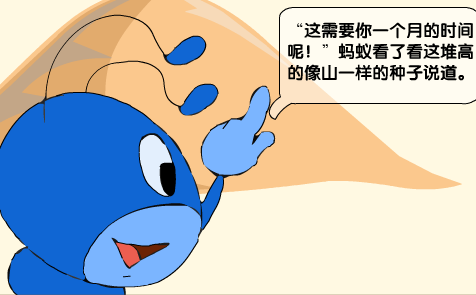 “这需要你一个月的时间
呢！”蚂蚁看了看这堆高
的像山一样的种子说道。